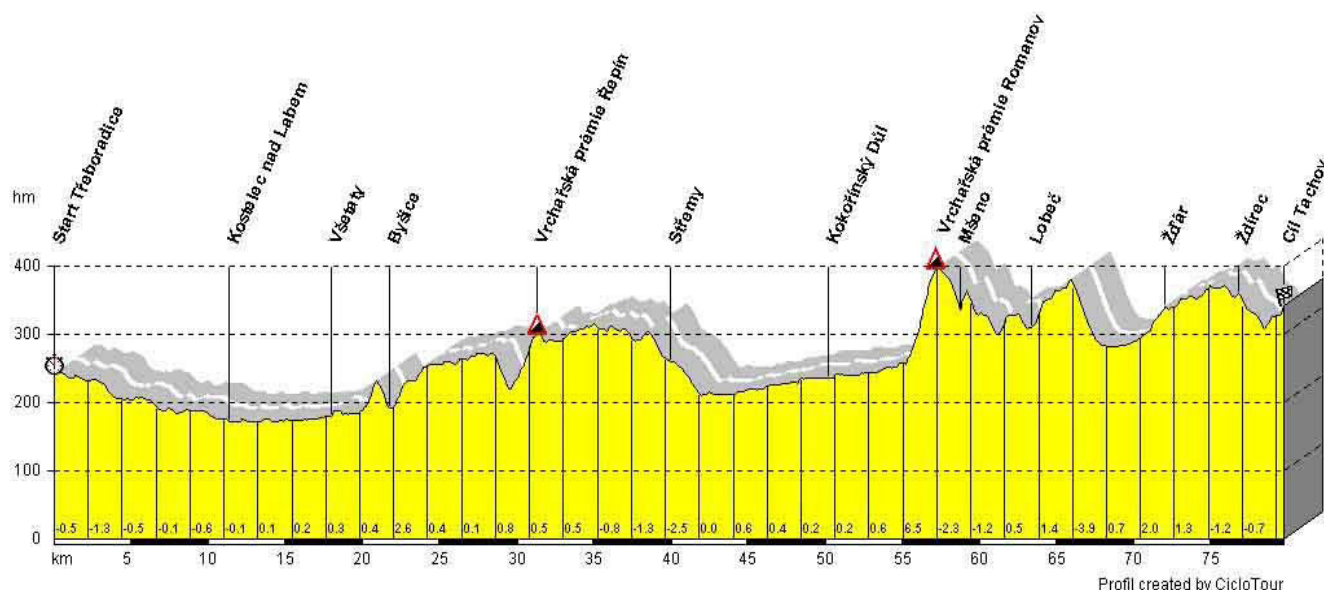 Start Třeboradice
Kostelec nad Labem
Všetaty
Byšice
Vrchařská prémie Řepín
Střemy
Kokořínský Důl
Vrchařská prémie Romanov
Mšeno
Lobeč
Žďár
Ždírec
Cíl Tachov
hm
400
300
200
100
0
-0.5 -1.3 -0.5 -0.1 -0.6 -0.1 0.1 0.2 0.3 0.4 2.6 0.4 0.1 0.8 0.5 0.5 -0.8 -1.3 -2.5 0.0 0.6 0.4 0.2 0.2 0.6 6.5 -2.3 -1.2 0.5 1.4 -3.9 0.7 2.0 1.3 -1.2 -0.7
km 5 10 15 20 25 30 35 40 45 50 55 60 65 70 75
Profil created by CicloTour